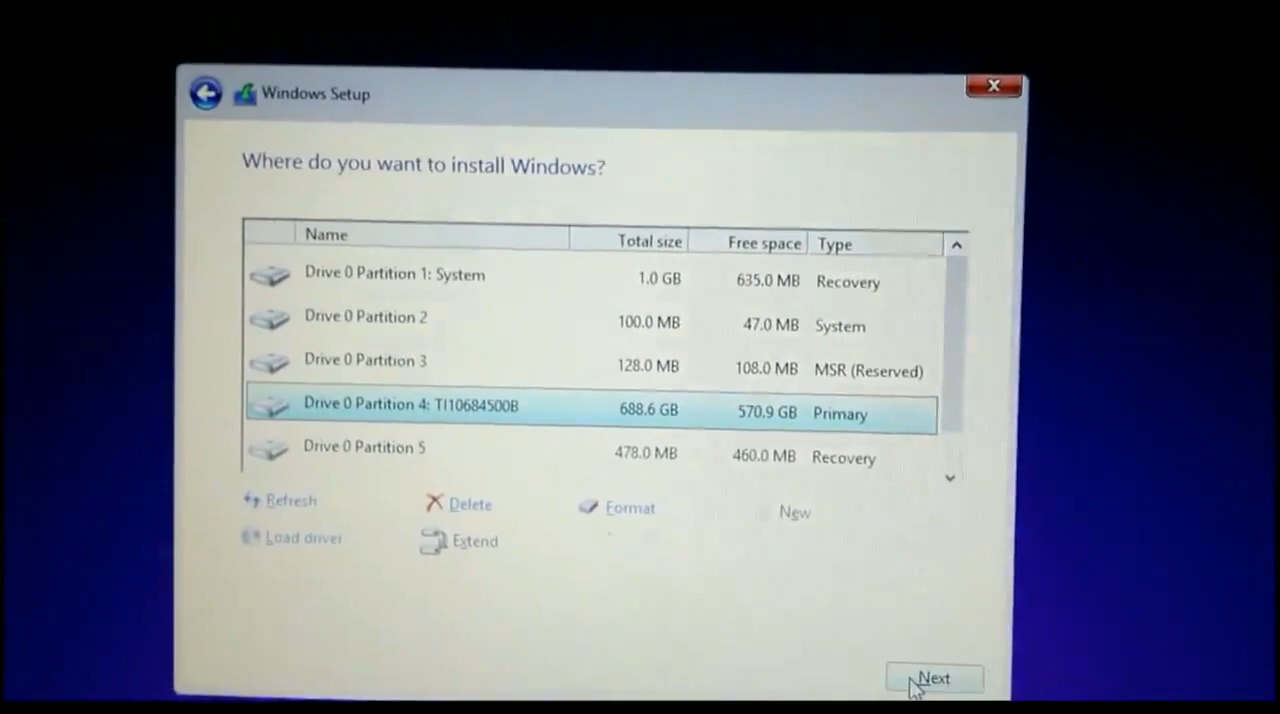 Windows Setup
Where do you want to install Windows?
Name Total size Free space Type
Drive 0 Partition 1: System 1.0 GB 635.0 MB Recovery
Drive 0 Partition 2 100.0 MB 47.0 MB System
Drive 0 Partition 3 128.0 MB 108.0 MB MSR (Reserved)
Drive 0 Partition 4: TI10684500B 688.6 GB 570.9 GB Primary
Drive 0 Partition 5 478.0 MB 460.0 MB Recovery
Refresh Delete Format New
Load driver Extend
Next